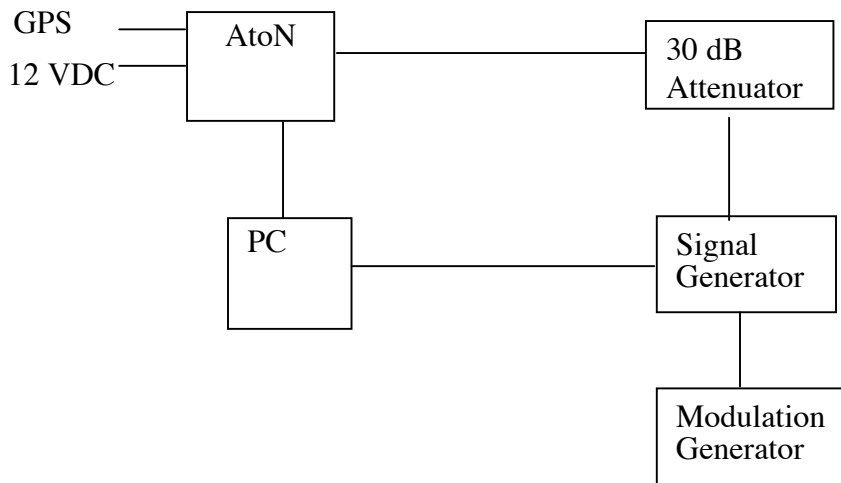 GPS
12 VDC
AtoN
30 dB
Attenuator
PC
Signal
Generator
Modulation
Generator